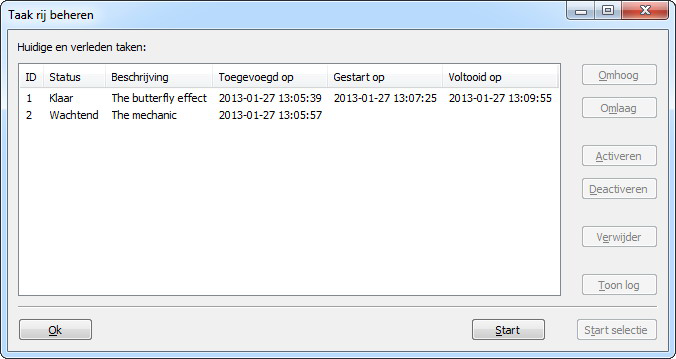 Taak rij beheren
Huidige en verleden taken:
ID Status Beschrijving Toegevoegd op Gestart op Voltooid op
1 Klaar The butterfly effect 2013-01-27 13:05:39 2013-01-27 13:07:25 2013-01-27 13:09:55
2 Wachtend The mechanic 2013-01-27 13:05:57
Omhoog
Omlaag
Activeren
Deactiveren
Verwijder
Toon log
Ok Start Start selectie